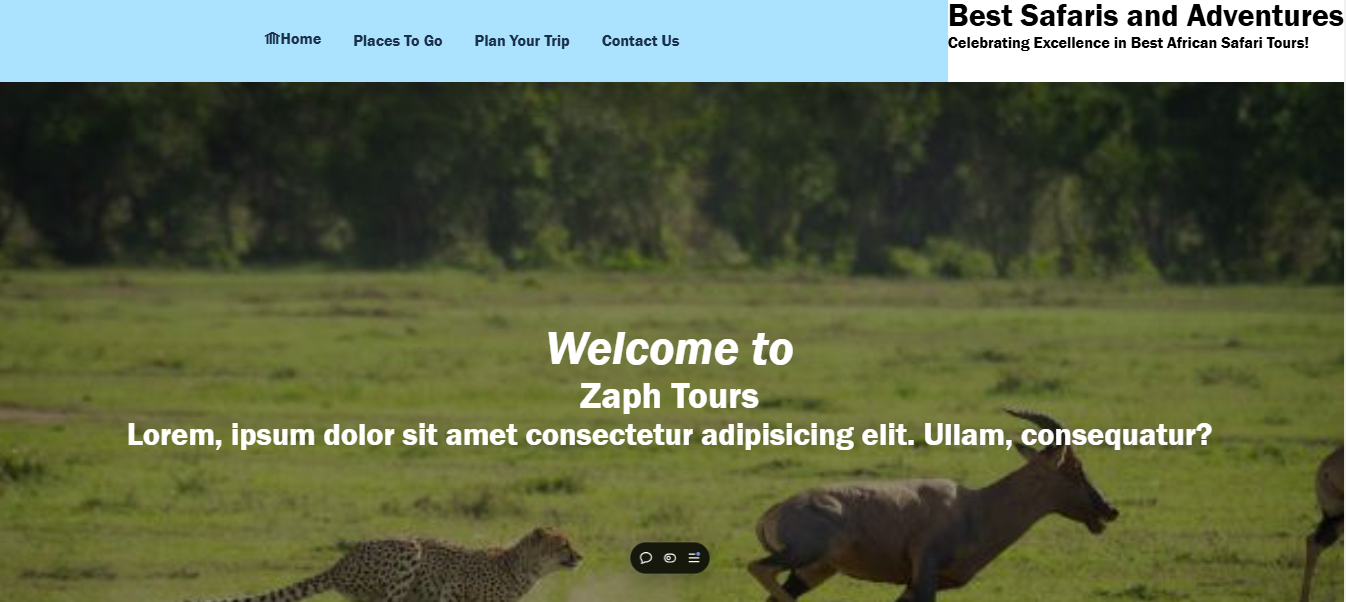 Home Places To Go Plan Your Trip Contact Us
Best Safaris and Adventures
Celebrating Excellence in Best African Safari Tours!
Welcome to
Zaph Tours
Lorem, ipsum dolor sit amet consectetur adipisicing elit. Ullam, consequatur?